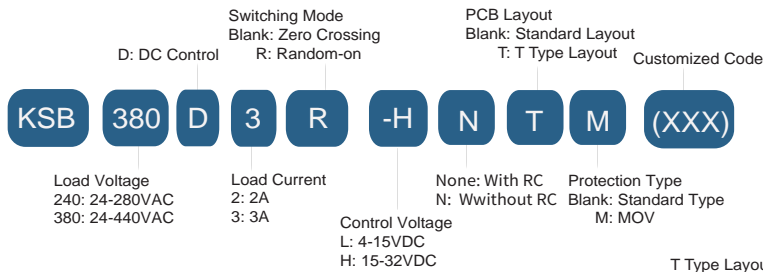 Switching Mode
Blank: Zero Crossing
R: Random-on
PCB Layout
Blank: Standard Layout
T: T Type Layout
D: DC Control
Customized Code
KSB 380 D 3 R -H N T M (XXX)
Load Voltage
240: 24-280VAC
380: 24-440VAC
Load Current
2: 2A
3: 3A
Control Voltage
L: 4-15VDC
H: 15-32VDC
None: With RC
N: Wwithout RC
Protection Type
Blank: Standard Type
M: MOV
T Type Layou